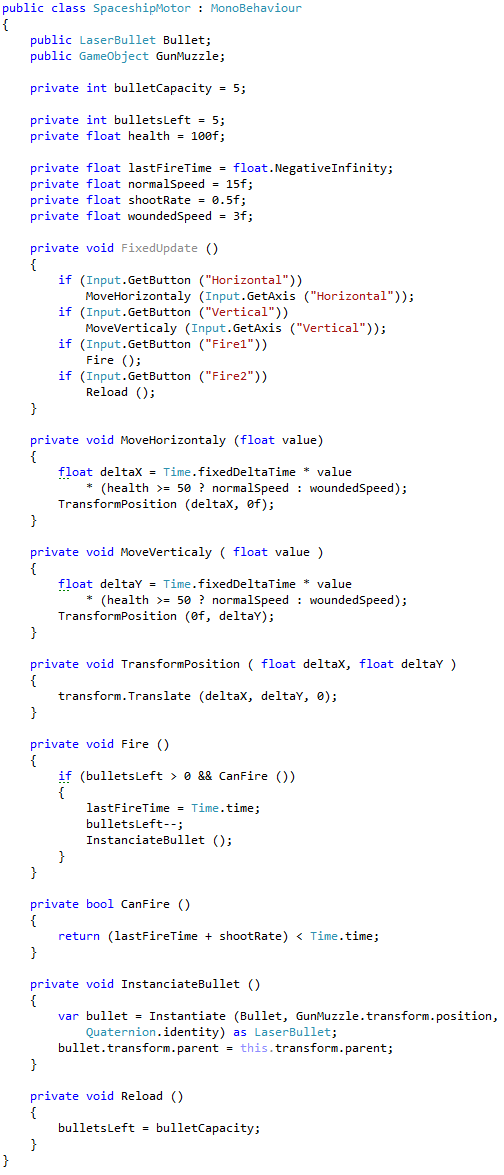 public class SpaceshipMotor : MonoBehaviour
{
    public LaserBullet Bullet;
    public GameObject GunMuzzle;

    private int bulletCapacity = 5;

    private int bulletsLeft = 5;
    private float health = 100f;

    private float lastFireTime = float.NegativeInfinity;
    private float normalSpeed = 15f;
    private float shootRate = 0.5f;
    private float woundedSpeed = 3f;

    private void FixedUpdate ()
    {
        if (Input.GetButton ("Horizontal"))
            MoveHorizontaly (Input.GetAxis ("Horizontal"));
        if (Input.GetButton ("Vertical"))
            MoveVerticaly (Input.GetAxis ("Vertical"));
        if (Input.GetButton ("Fire1"))
            Fire ();
        if (Input.GetButton ("Fire2"))
            Reload ();
    }

    private void MoveHorizontaly (float value)
    {
        float deltaX = Time.fixedDeltaTime * value
            * (health >= 50 ? normalSpeed : woundedSpeed);
        TransformPosition (deltaX, 0f);
    }

    private void MoveVerticaly ( float value )
    {
        float deltaY = Time.fixedDeltaTime * value
            * (health >= 50 ? normalSpeed : woundedSpeed);
        TransformPosition (0f, deltaY);
    }

    private void TransformPosition ( float deltaX, float deltaY )
    {
        transform.Translate (deltaX, deltaY, 0);
    }

    private void Fire ()
    {
        if (bulletsLeft > 0 && CanFire ())
        {
            lastFireTime = Time.time;
            bulletsLeft--;
            InstanciateBullet ();
        }
    }

    private bool CanFire ()
    {
        return (lastFireTime + shootRate) < Time.time;
    }

    private void InstanciateBullet ()
    {
        var bullet = Instantiate (Bullet, GunMuzzle.transform.position,
            Quaternion.identity) as LaserBullet;
        bullet.transform.parent = this.transform.parent;
    }

    private void Reload ()
    {
        bulletsLeft = bulletCapacity;
    }
}